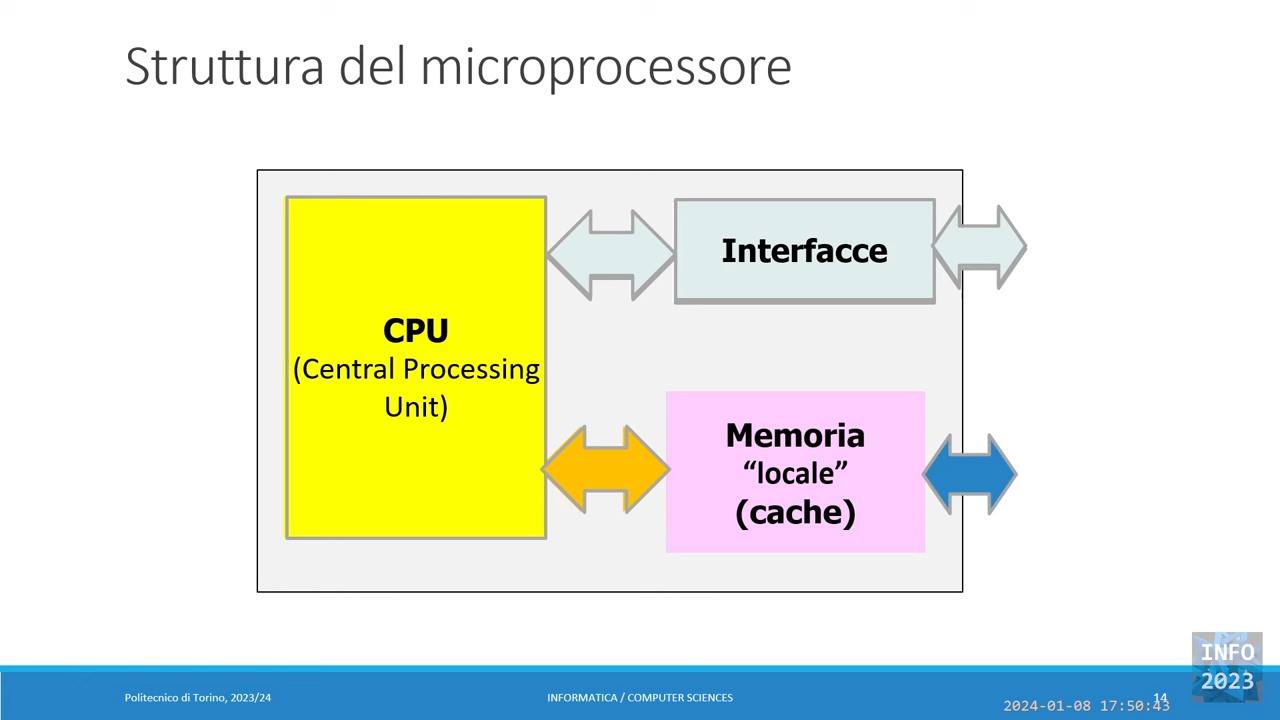 Struttura del microprocessore
CPU
(Central Processing
Unit)
Interfacce
Memoria
“locale”
(cache)
Politecnico di Torino, 2023/24
INFORMATICA / COMPUTER SCIENCES
14
INFO
2023
2024-01-08 17:50:43